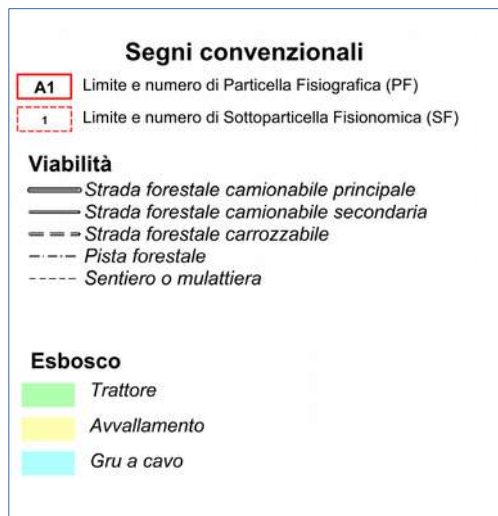 Segni convenzionali
A1 Limite e numero di Particella Fisiografica (PF)
1 Limite e numero di Sottoparticella Fisionomica (SF)
Viabilità
Strada forestale camionabile principale
Strada forestale camionabile secondaria
Strada forestale carrozzabile
Pista forestale
Sentiero o mulattiera
Esbosco
Trattore
Avvallamento
Gru a cavo